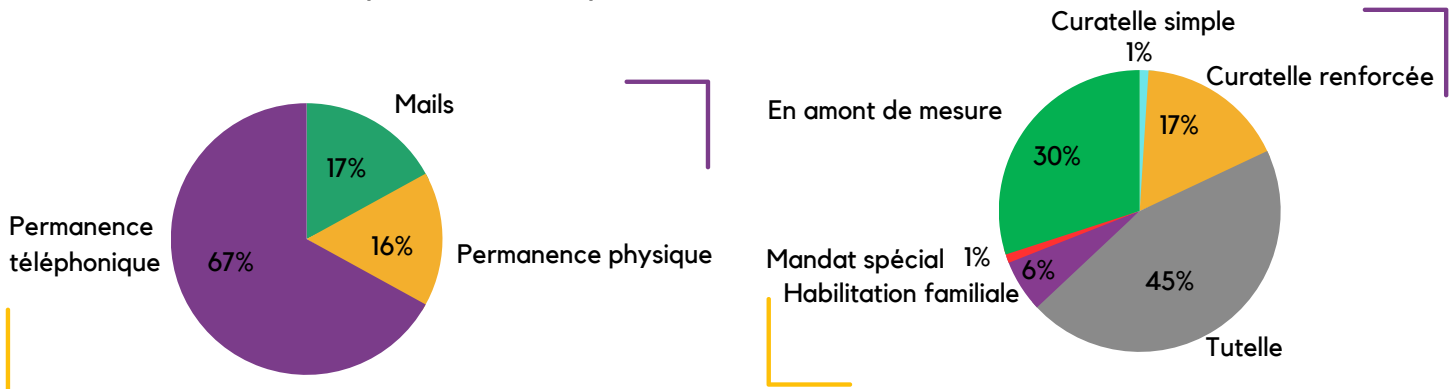 Mails
17%
Permanence physique
16%
Permanence
téléphonique
67%
Curatelle simple
1%
Curatelle renforcée
17%
Tutelle
45%
Habilitation familiale
6%
Mandat spécial
1%
En amont de mesure
30%